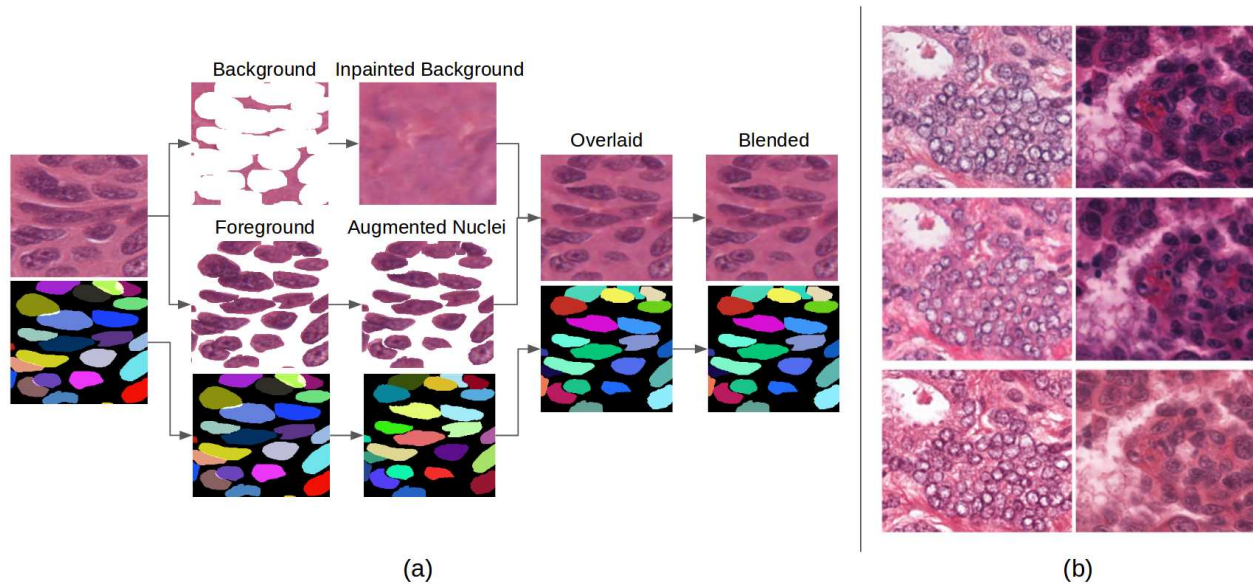 Background
Inpainted Background
Overlaid
Blended
Foreground
Augmented Nuclei
(a)
(b)